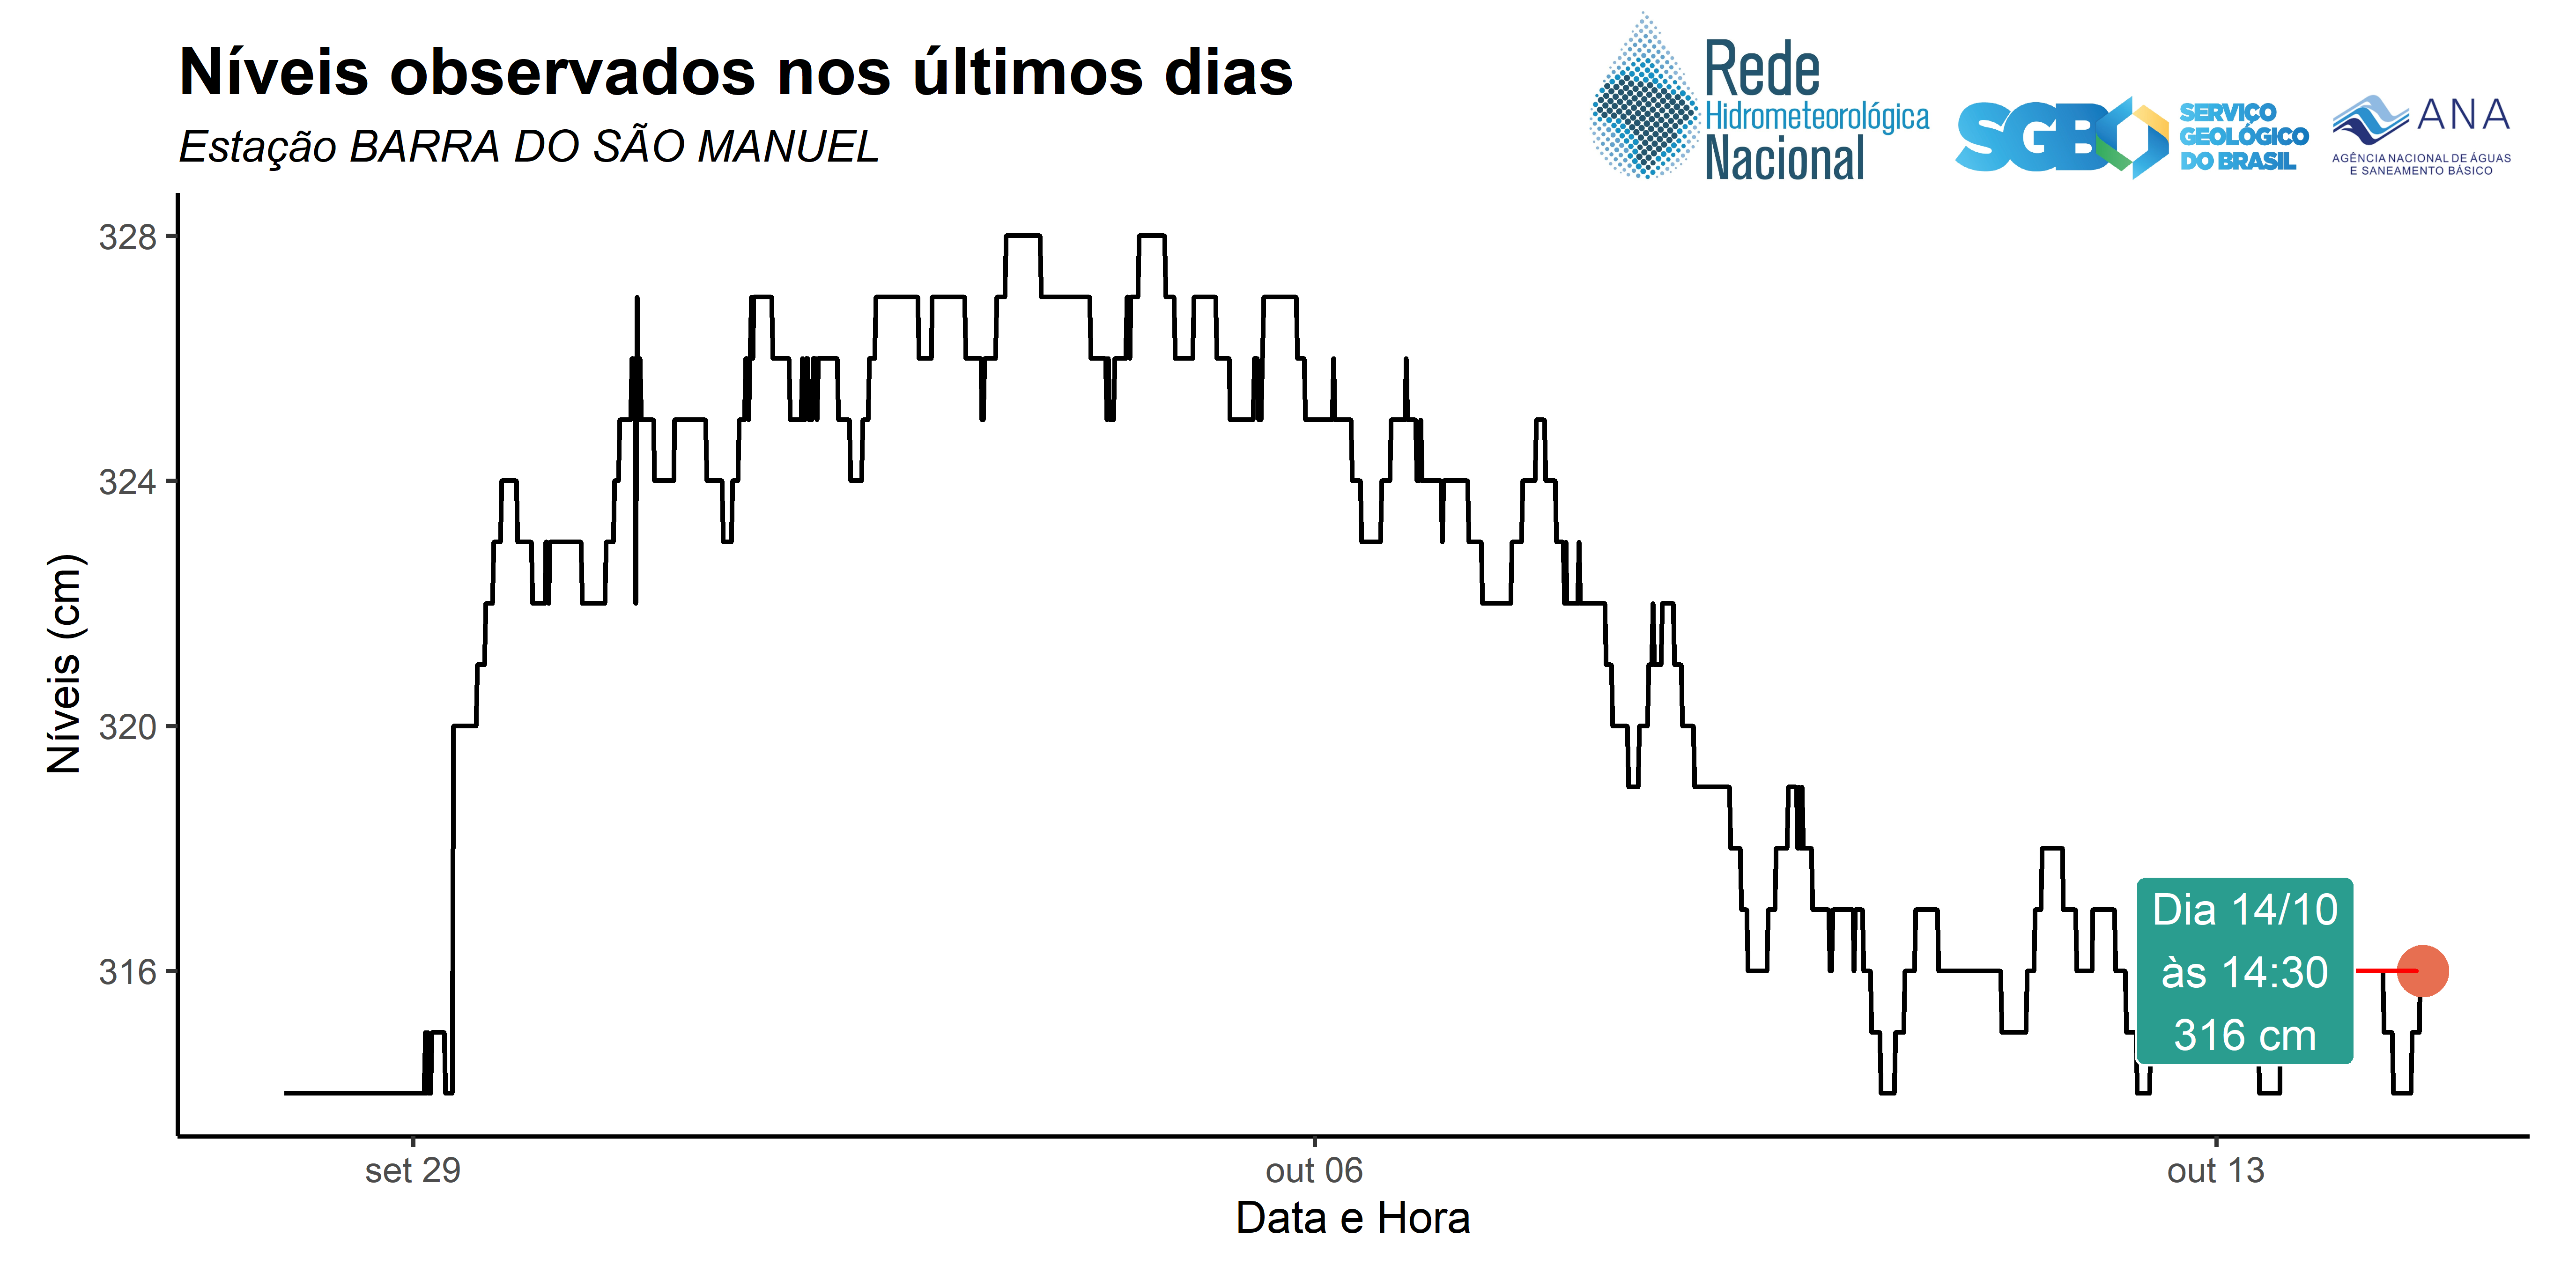 Níveis observados nos últimos dias
Estação BARRA DO SÃO MANUEL
Rede
Hidrometeorológica
Nacional
SGB
SERVIÇO
GEOLÓGICO
DO BRASIL
ANA
AGÊNCIA NACIONAL DE ÁGUAS
E SANEAMENTO BÁSICO
Níveis (cm)
328
324
320
316
Dia 14/10
às 14:30
316 cm
set 29
out 06
out 13
Data e Hora